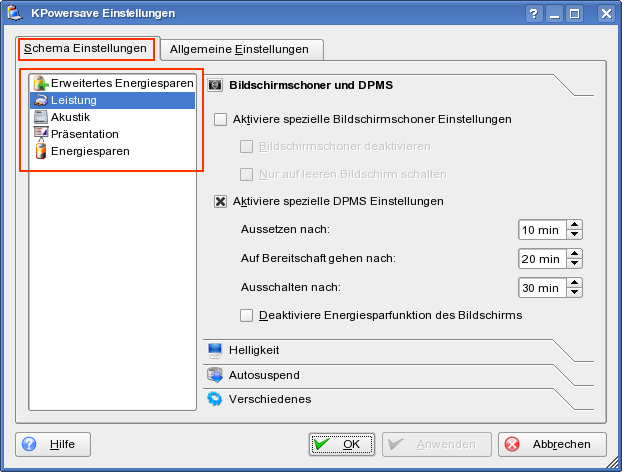 KPowersave Einstellungen
Schema Einstellungen
Allgemeine Einstellungen
Erweitertes Energiesparen
Leistung
Akustik
Präsentation
Energiesparen
Bildschirmschoner und DPMS
Aktiviere spezielle Bildschirmschoner Einstellungen
Bildschirmschoner deaktivieren
Nur auf leeren Bildschirm schalten
Aktiviere spezielle DPMS Einstellungen
Aussetzen nach: 10 min
Auf Bereitschaft gehen nach: 20 min
Ausschalten nach: 30 min
Deaktiviere Energiesparfunktion des Bildschirms
Helligkeit
Autosuspend
Verschiedenes
Hilfe OK Anwenden Abbrechen